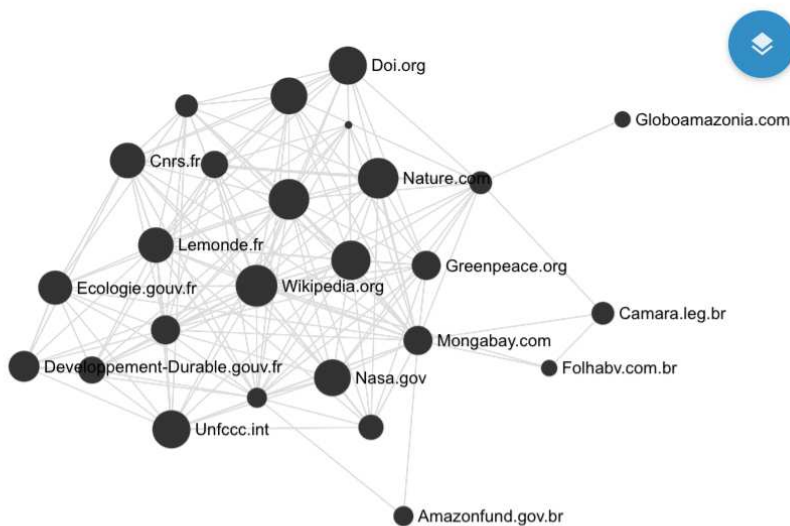 Doi.org
Globoamazonia.com
Cnrs.fr
Nature.com
Lemonde.fr
Greenpeace.org
Ecologie.gouv.fr
Wikipedia.org
Camara.leg.br
Mongabay.com
Developpement-Durable.gouv.fr
Folhabv.com.br
Nasa.gov
Unfccc.int
Amazonfund.gov.br